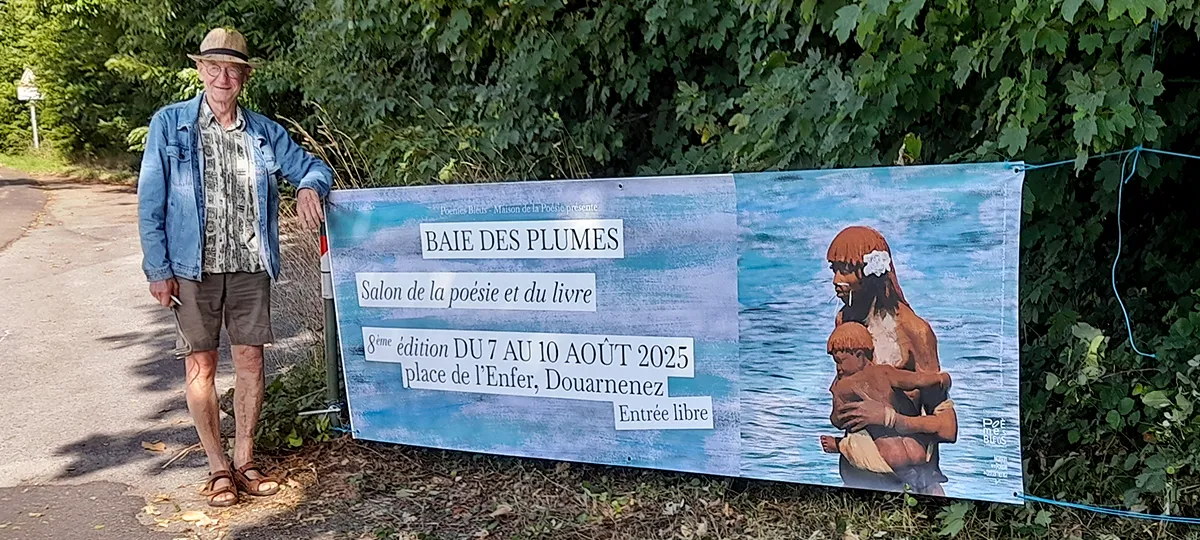 Poèmes Bleus - Maison de la Poésie présente
BAIE DES PLUMES
Salon de la poésie et du livre
8ème édition DU 7 AU 10 AOÛT 2025
place de l'Enfer, Douarnenez
Entrée libre